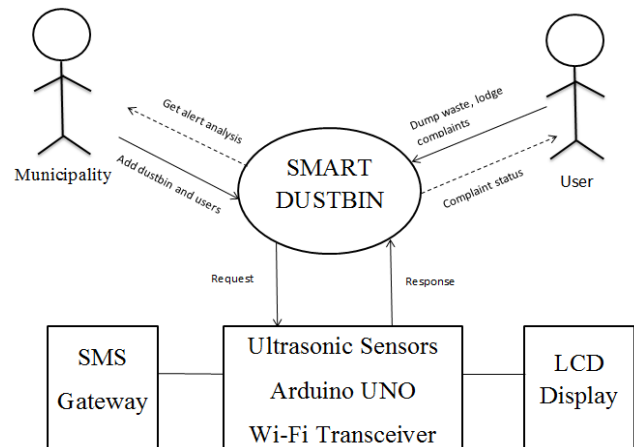 Get alert analysis
Dump waste, lodge
complaints
Municipality
Add dustbin and users
SMART
DUSTBIN
Complaint status
User
Request
Response
SMS
Gateway
Ultrasonic Sensors
Arduino UNO
Wi-Fi Transceiver
LCD
Display